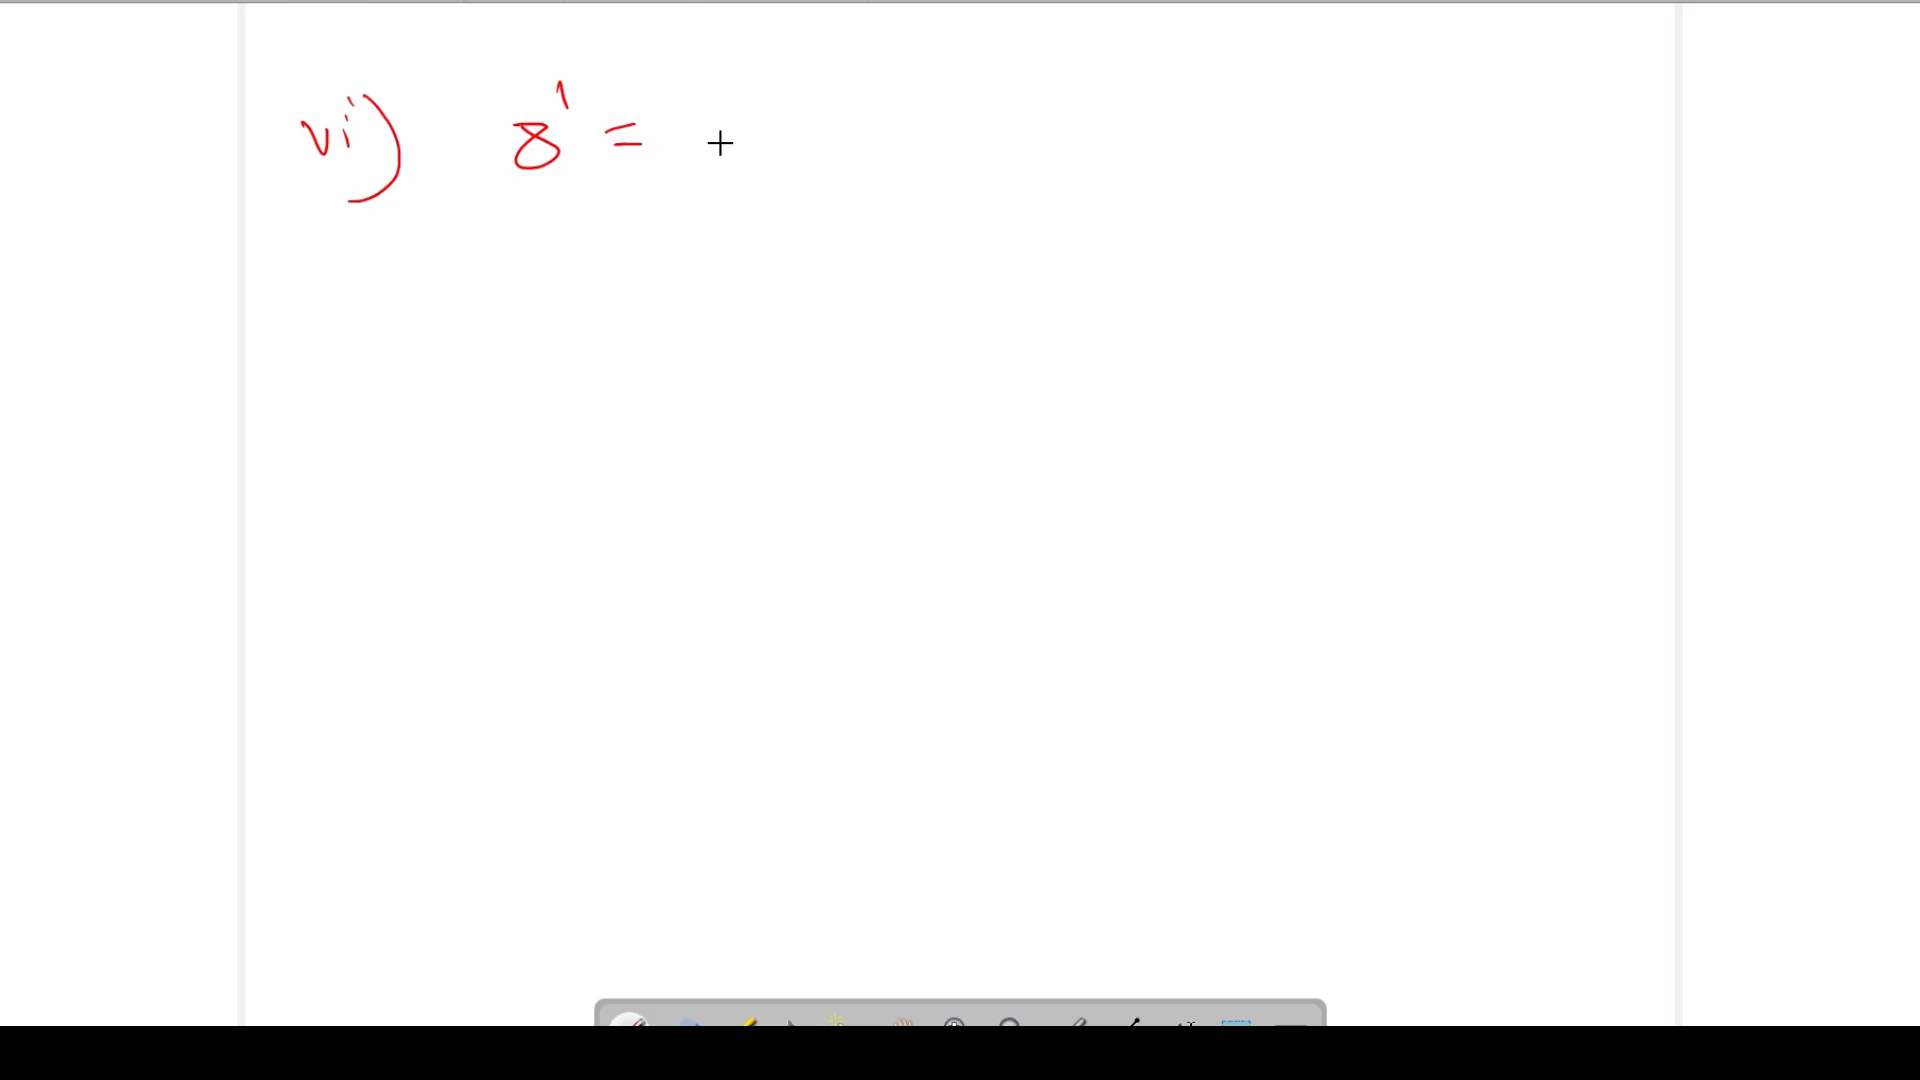 vi) 8¹ =